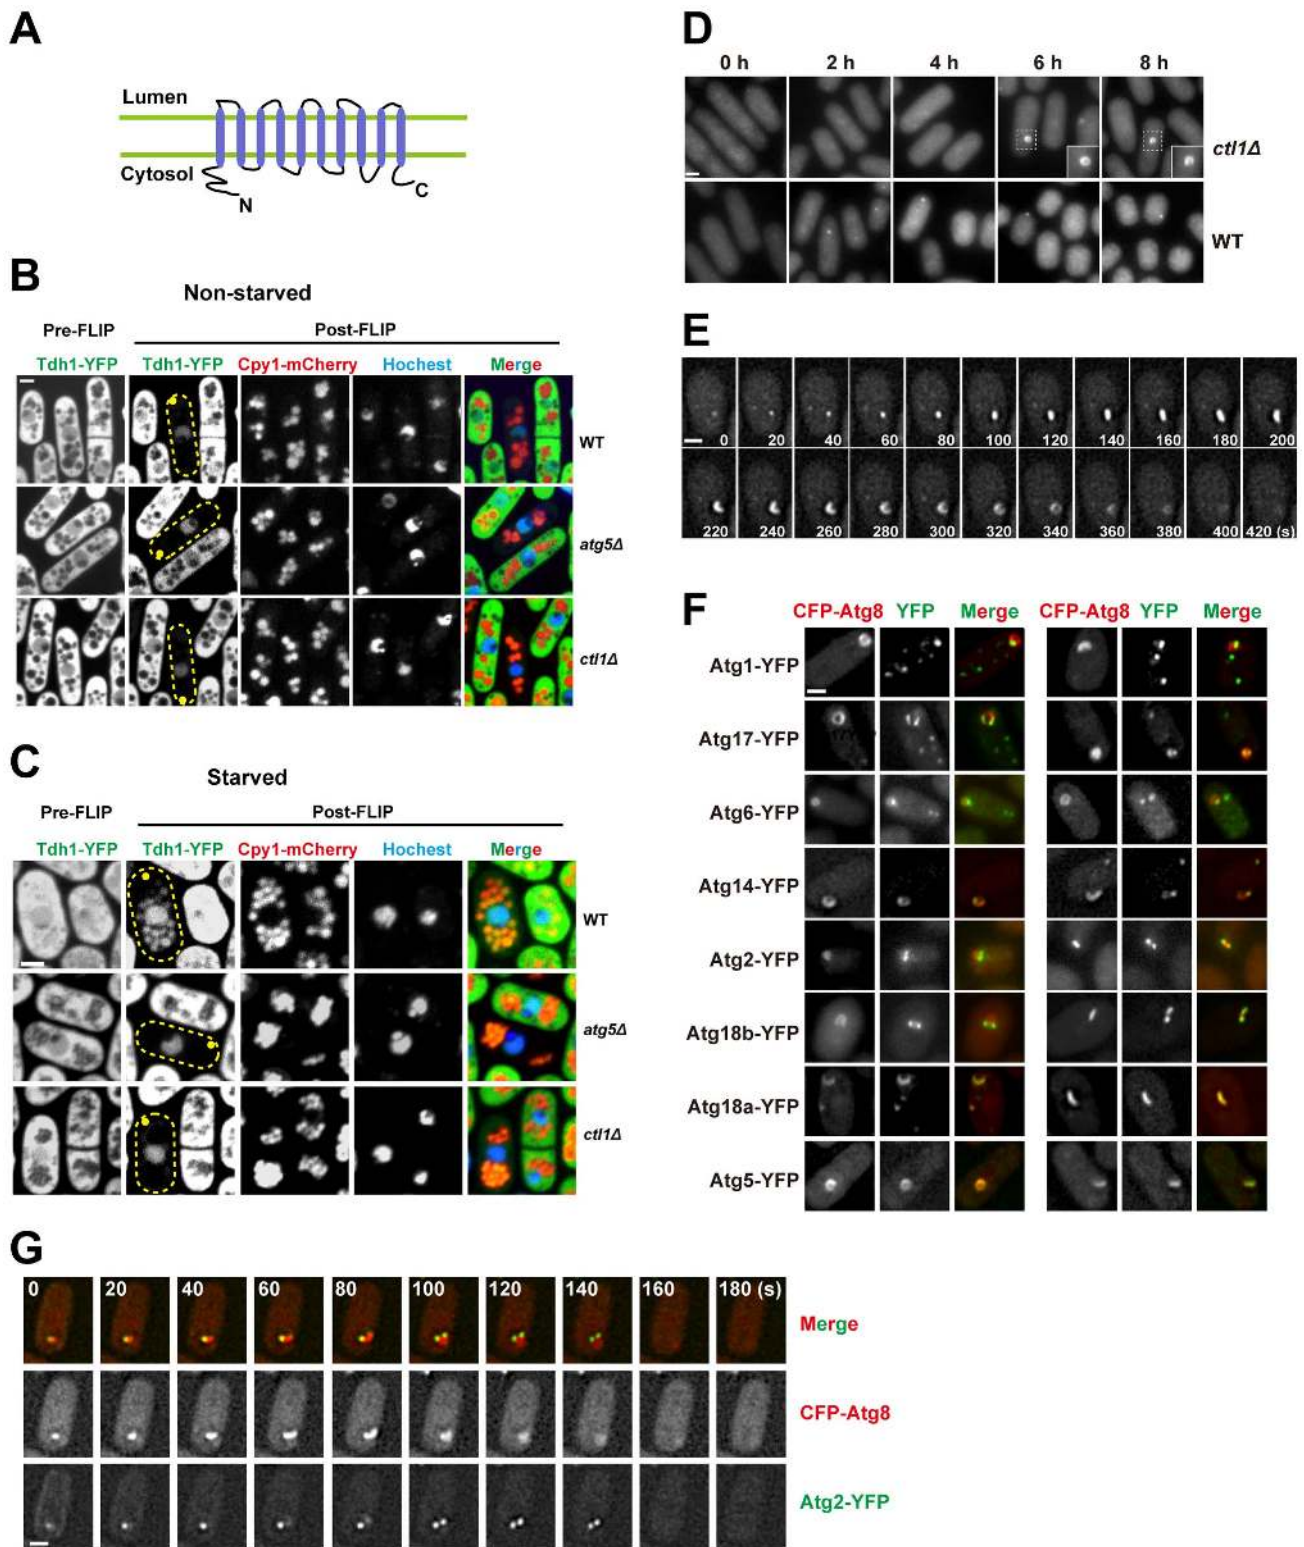 A
Lumen
Cytosol
N
C
B
Non-starved
Pre-FLIP Post-FLIP
Tdh1-YFP Tdh1-YFP Cpy1-mCherry Hochest Merge
WT
atg5Δ
ctl1Δ
C
Starved
Pre-FLIP Post-FLIP
Tdh1-YFP Tdh1-YFP Cpy1-mCherry Hochest Merge
WT
atg5Δ
ctl1Δ
D
0 h 2 h 4 h 6 h 8 h
ctl1Δ
WT
E
0 20 40 60 80 100 120 140 160 180 200
220 240 260 280 300 320 340 360 380 400 420 (s)
F
CFP-Atg8 YFP Merge CFP-Atg8 YFP Merge
Atg1-YFP
Atg17-YFP
Atg6-YFP
Atg14-YFP
Atg2-YFP
Atg18b-YFP
Atg18a-YFP
Atg5-YFP
G
0 20 40 60 80 100 120 140 160 180 (s)
Merge
CFP-Atg8
Atg2-YFP